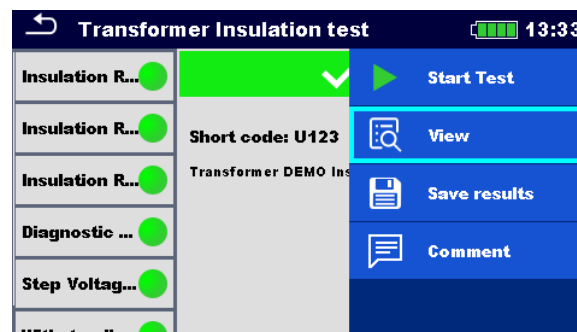 Transformer Insulation test
13:33
Insulation R...
Insulation R...
Insulation R...
Diagnostic ...
Step Voltag...
Short code: U123
Transformer DEMO Ins
Start Test
View
Save results
Comment